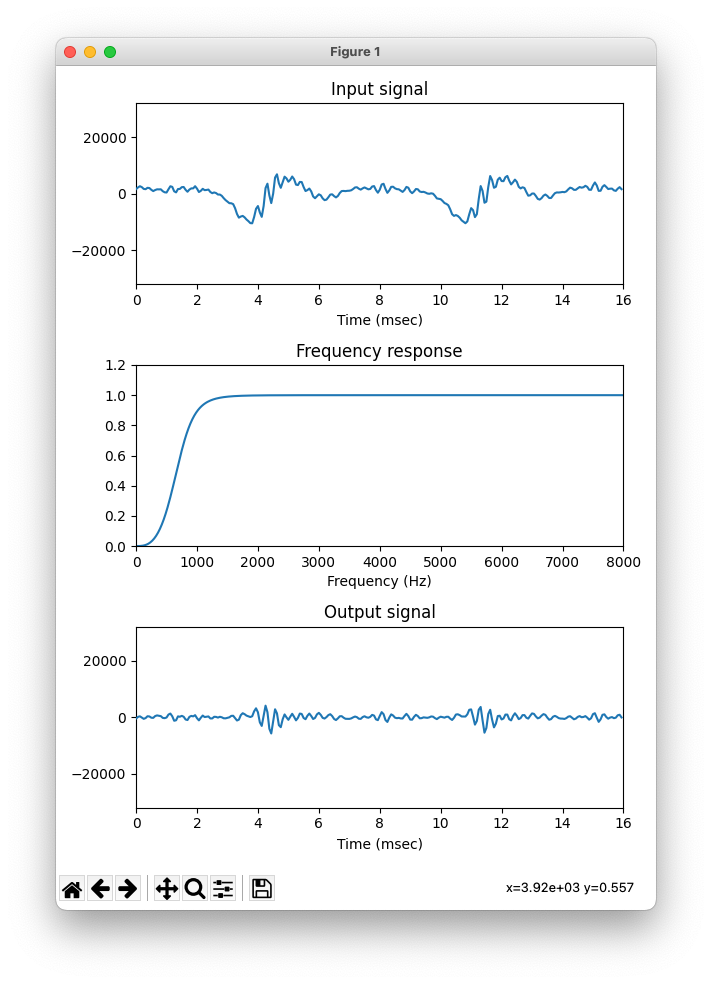 Figure 1
Input signal
20000
0
−20000
0 2 4 6 8 10 12 14 16
Time (msec)
Frequency response
1.2
1.0
0.8
0.6
0.4
0.2
0.0
0 1000 2000 3000 4000 5000 6000 7000 8000
Frequency (Hz)
Output signal
20000
0
−20000
0 2 4 6 8 10 12 14 16
Time (msec)
x=3.92e+03 y=0.557